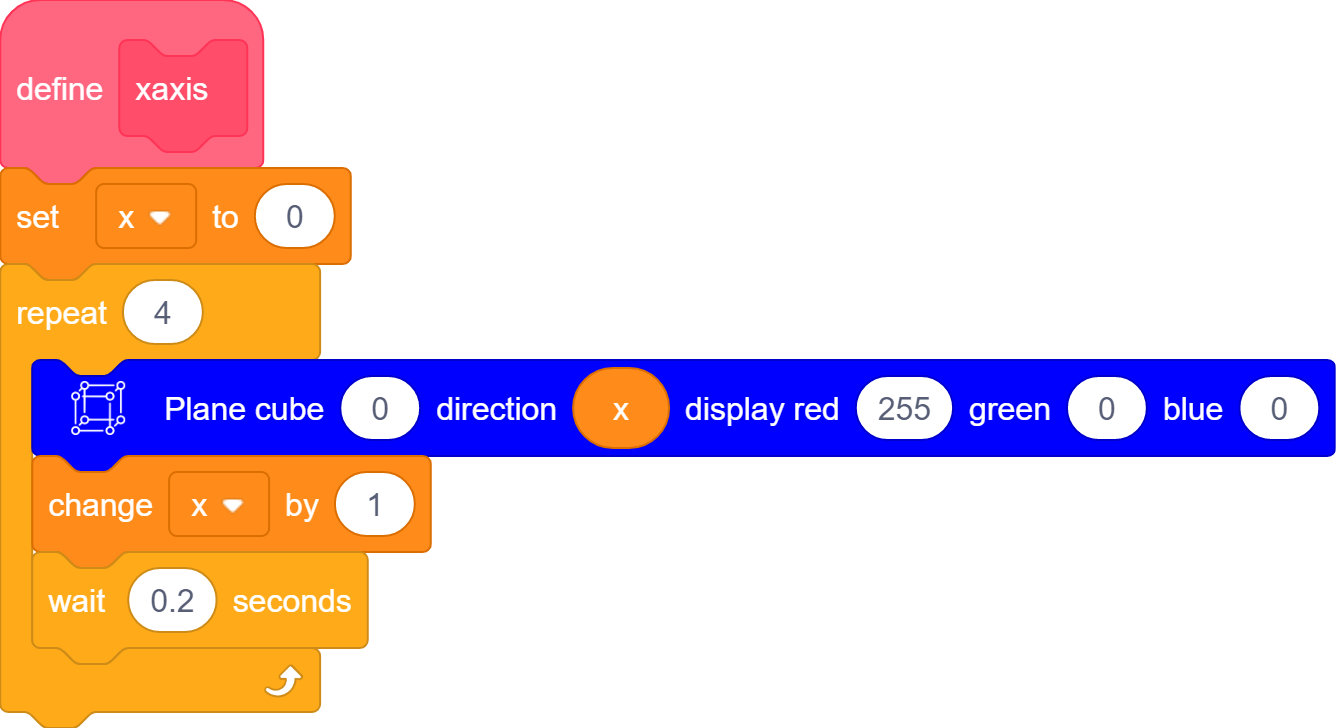 define xaxis
set x to 0
repeat 4
Plane cube 0 direction x display red 255 green 0 blue 0
change x by 1
wait 0.2 seconds